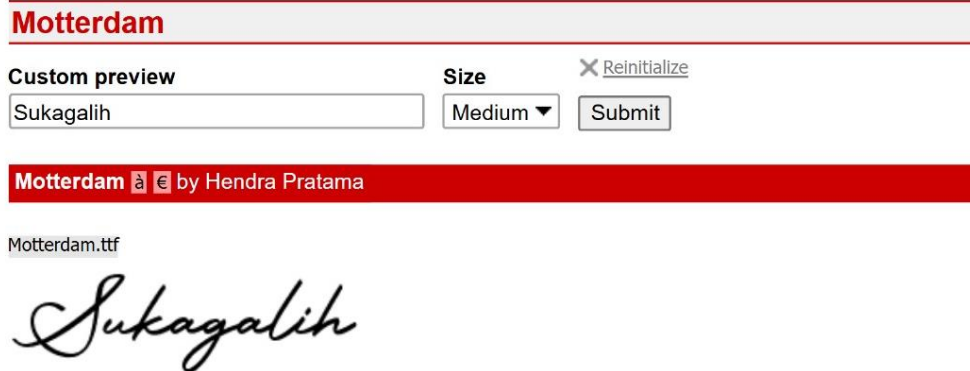 Motterdam
Custom preview Size Reinitialize
Sukagalih Medium Submit
Motterdam à € by Hendra Pratama
Motterdam.ttf
Sukagalih